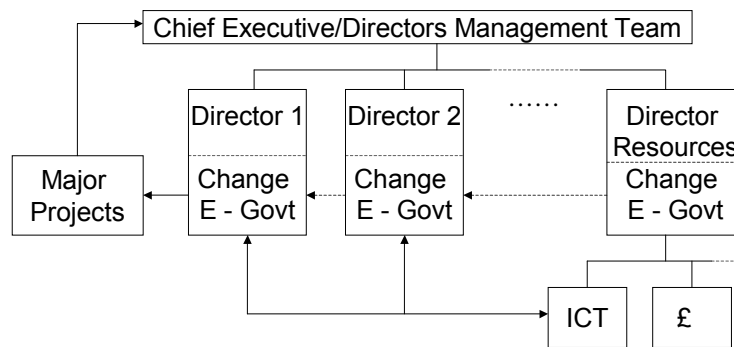 Chief Executive/Directors Management Team
Director 1
Director 2
......
Director
Resources
Major
Projects
Change
E - Govt
Change
E - Govt
Change
E - Govt
ICT
£